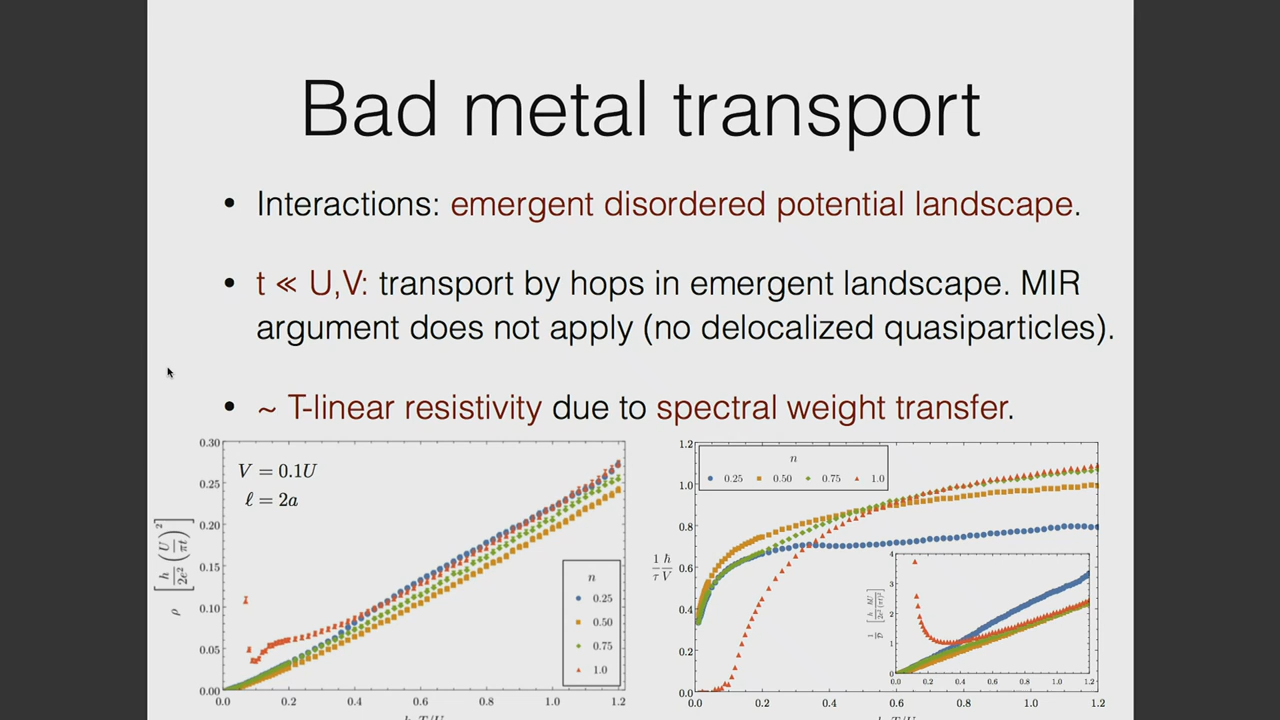 Bad metal transport
• Interactions: emergent disordered potential landscape.
• t ≪ U,V: transport by hops in emergent landscape. MIR
argument does not apply (no delocalized quasiparticles).
• ~ T-linear resistivity due to spectral weight transfer.
0.30
0.25
0.20
0.15
0.10
0.05
0.00
ρ [h/2e² (U/πt)²]
V = 0.1U
ℓ = 2a
n
0.25
0.50
0.75
1.0
0.0 0.2 0.4 0.6 0.8 1.0 1.2
1.2
1.0
0.8
0.6
0.4
0.2
0.0
1/τ ħ/V
n
0.25 0.50 0.75 1.0
4
3
2
1
0
0.0 0.2 0.4 0.6 0.8 1.0 1.2
0.0 0.2 0.4 0.6 0.8 1.0 1.2